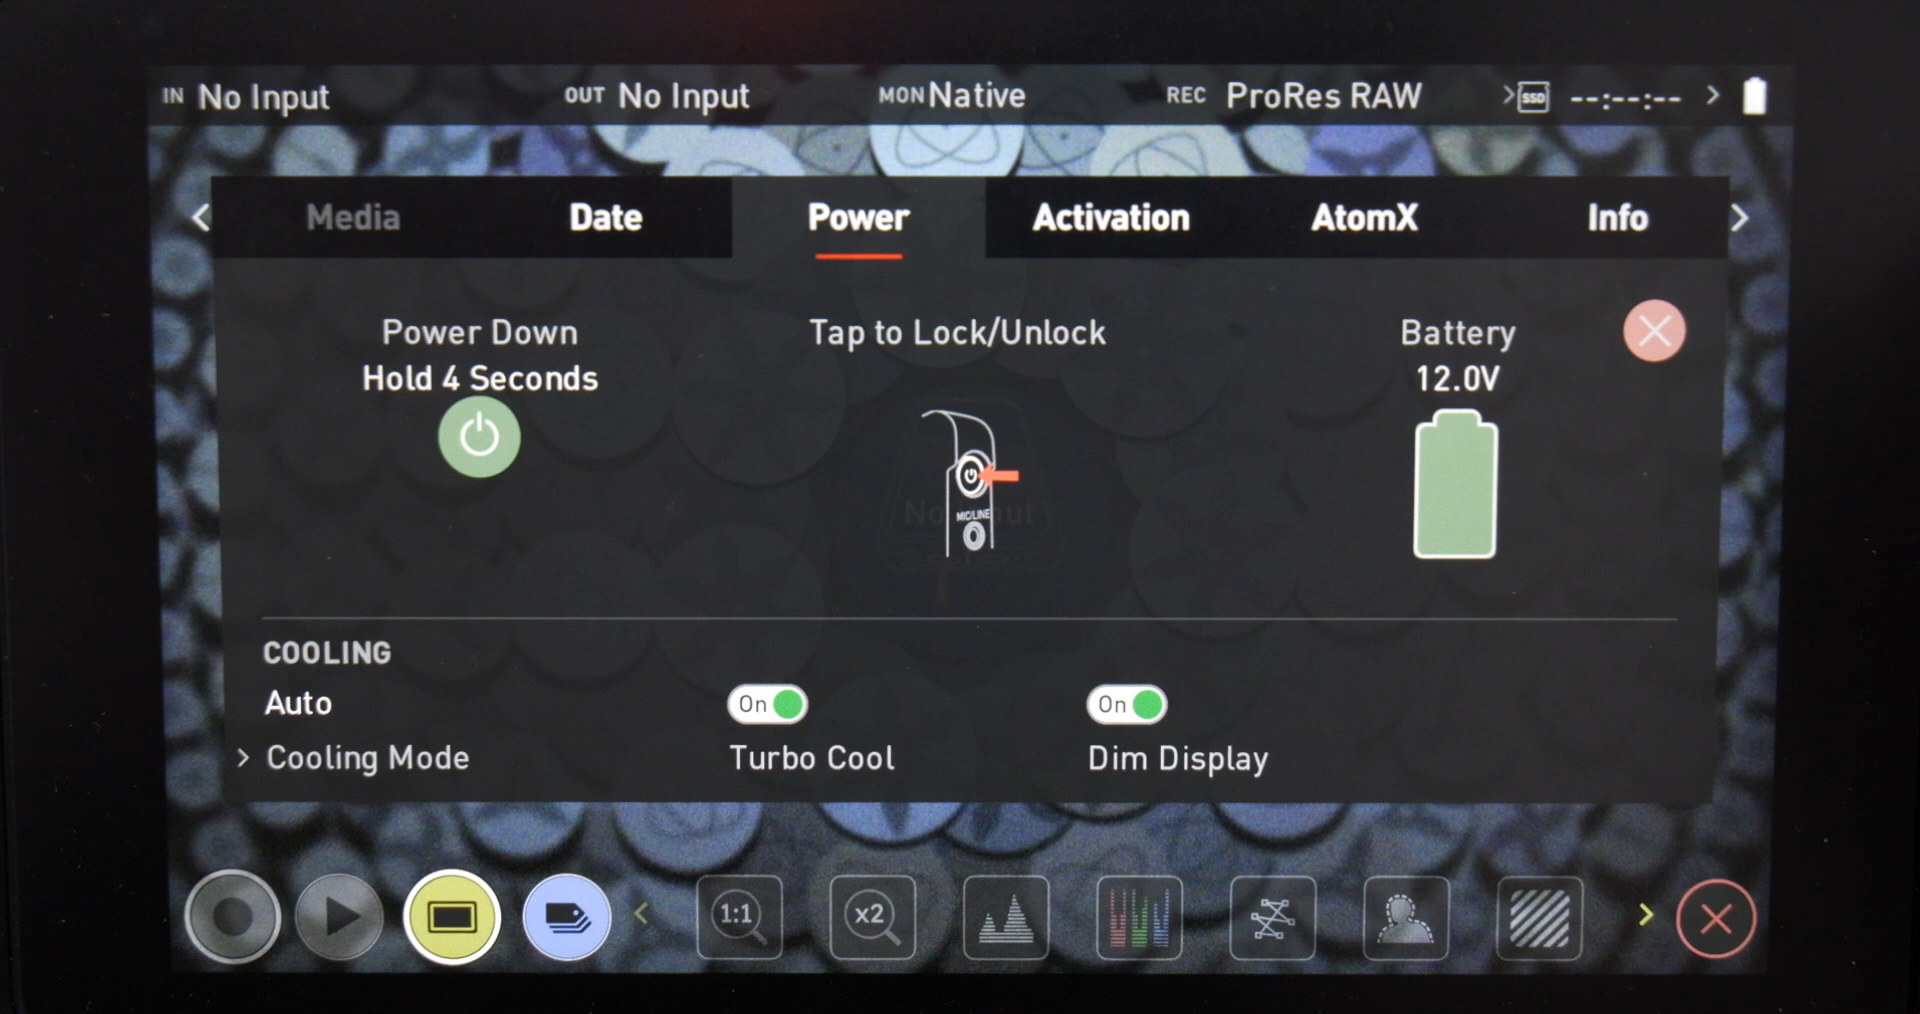 IN No Input OUT No Input MON Native REC ProRes RAW SSD --:--:--
Media Date Power Activation AtomX Info
Power Down Tap to Lock/Unlock Battery
Hold 4 Seconds 12.0V
MIC/LINE
COOLING
Auto On On
Cooling Mode Turbo Cool Dim Display
1:1 x2